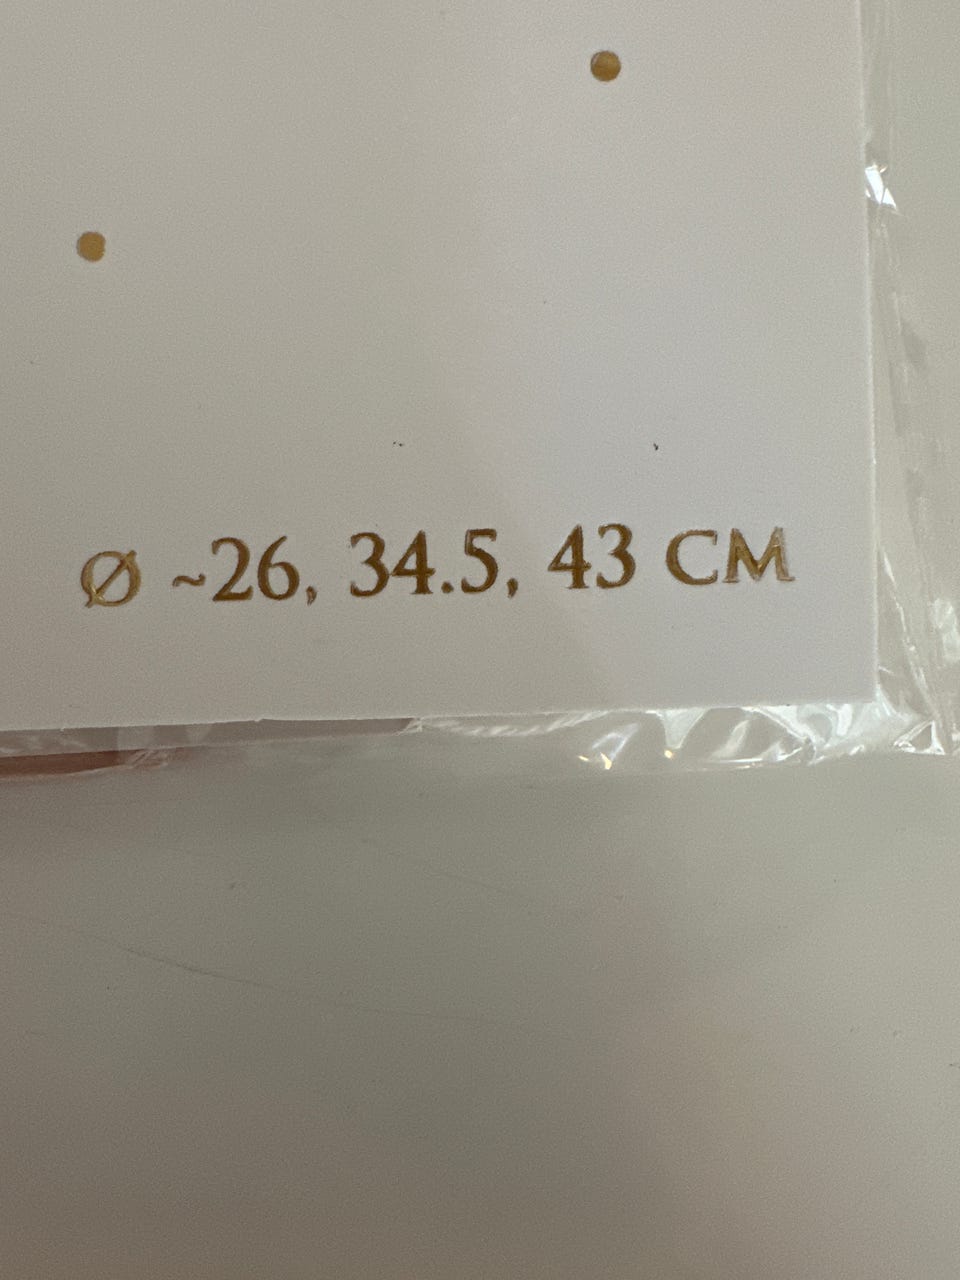 Ø ~26, 34.5, 43 CM